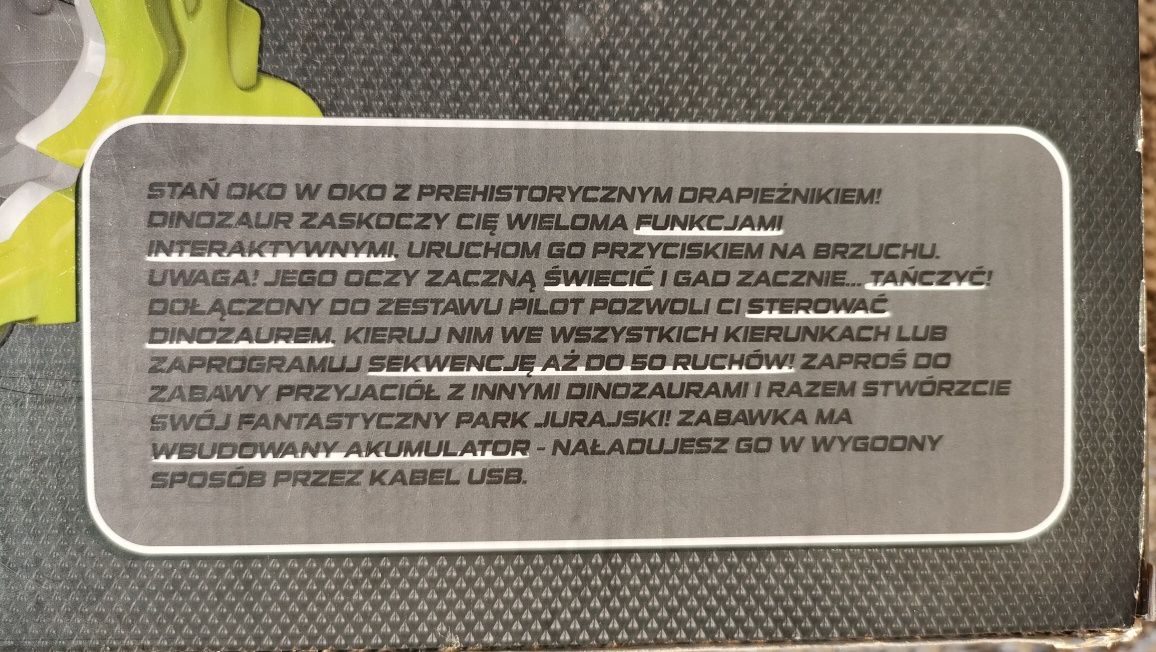 STAŃ OKO W OKO Z PREHISTORYCZNYM DRAPIEŻNIKIEM!
DINOZAUR ZASKOCZY CIĘ WIELOMA FUNKCJAMI
INTERAKTYWNYMI. URUCHOM GO PRZYCISKIEM NA BRZUCHU.
UWAGA! JEGO OCZY ZACZNĄ ŚWIECIĆ I GAD ZACZNIE... TAŃCZYĆ!
DOŁĄCZONY DO ZESTAWU PILOT POZWOLI CI STEROWAĆ
DINOZAUREM. KIERUJ NIM WE WSZYSTKICH KIERUNKACH LUB
ZAPROGRAMUJ SEKWENCJĘ AŻ DO 50 RUCHÓW! ZAPROŚ DO
ZABAWY PRZYJACIÓŁ Z INNYMI DINOZAURAMI I RAZEM STWÓRZCIE
SWÓJ FANTASTYCZNY PARK JURAJSKI! ZABAWKA MA
WBUDOWANY AKUMULATOR - NAŁADUJESZ GO W WYGODNY
SPOSÓB PRZEZ KABEL USB.